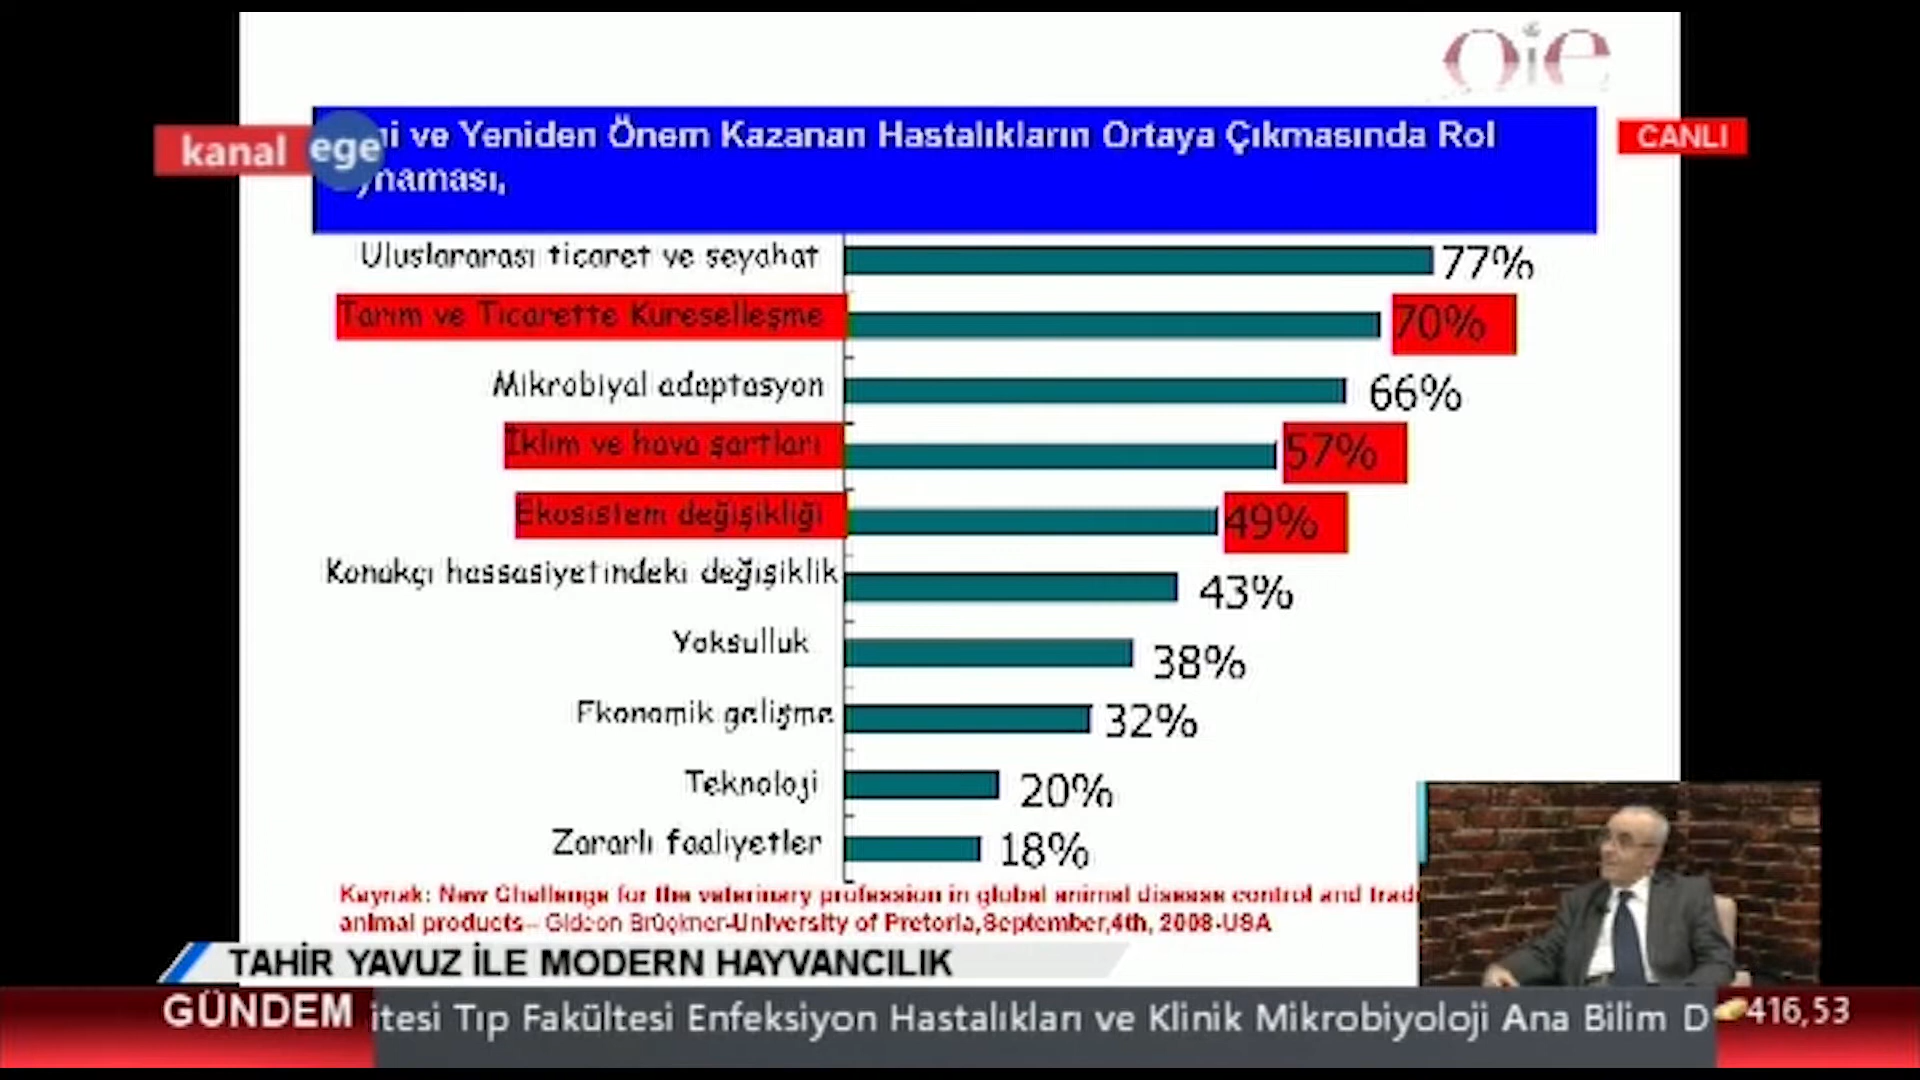 oie
kanal ege
CANLI
ve Yeniden Önem Kazanan Hastalıkların Ortaya Çıkmasında Rol
Uluslararası ticaret ve seyahat 77%
Tarım ve Ticarette Küreselleşme 70%
Mikrobiyal adaptasyon 66%
İklim ve hava şartları 57%
Ekosistem değişikliği 49%
Konakçı hassasiyetindeki değişiklik 43%
Yoksulluk 38%
Ekonomik gelişme 32%
Teknoloji 20%
Zararlı faaliyetler 18%
Kaynak: New Challenge for the veterinary profession in global animal disease control and
animal products– Gideon Brückner-University of Pretoria,September,4th, 2008-USA
TAHİR YAVUZ İLE MODERN HAYVANCILIK
GÜNDEM itesi Tıp Fakültesi Enfeksiyon Hastalıkları ve Klinik Mikrobiyoloji Ana Bilim D 416,53